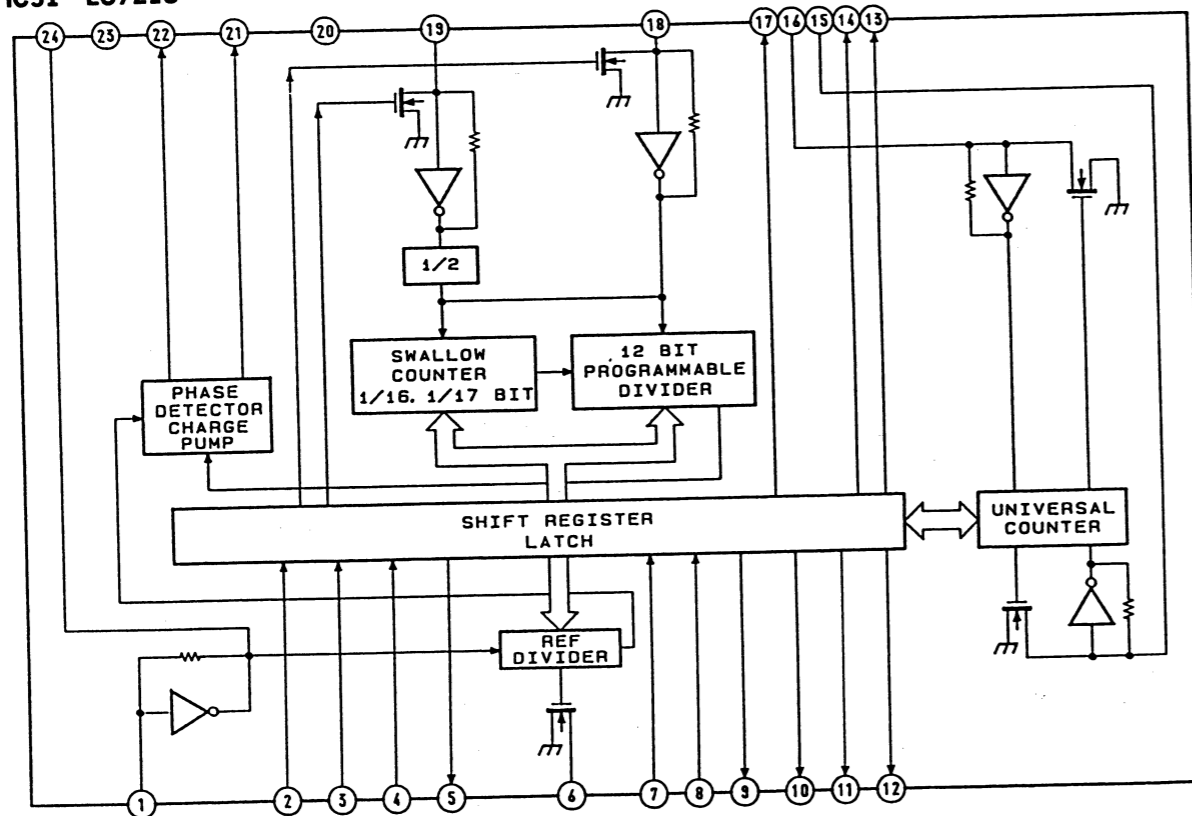 24 23 22 21 20 19 18 17 16 15 14 13
1/2
SWALLOW
COUNTER
1/16. 1/17 BIT
12 BIT
PROGRAMMABLE
DIVIDER
PHASE
DETECTOR
CHARGE
PUMP
SHIFT REGISTER
LATCH
UNIVERSAL
COUNTER
REF
DIVIDER
1 2 3 4 5 6 7 8 9 10 11 12